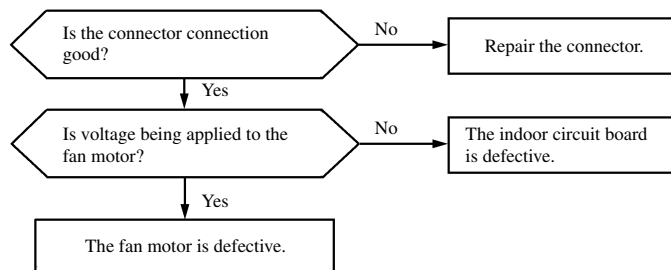 Is the connector connection
good?
No
Repair the connector.
Yes
Is voltage being applied to the
fan motor?
No
The indoor circuit board
is defective.
Yes
The fan motor is defective.